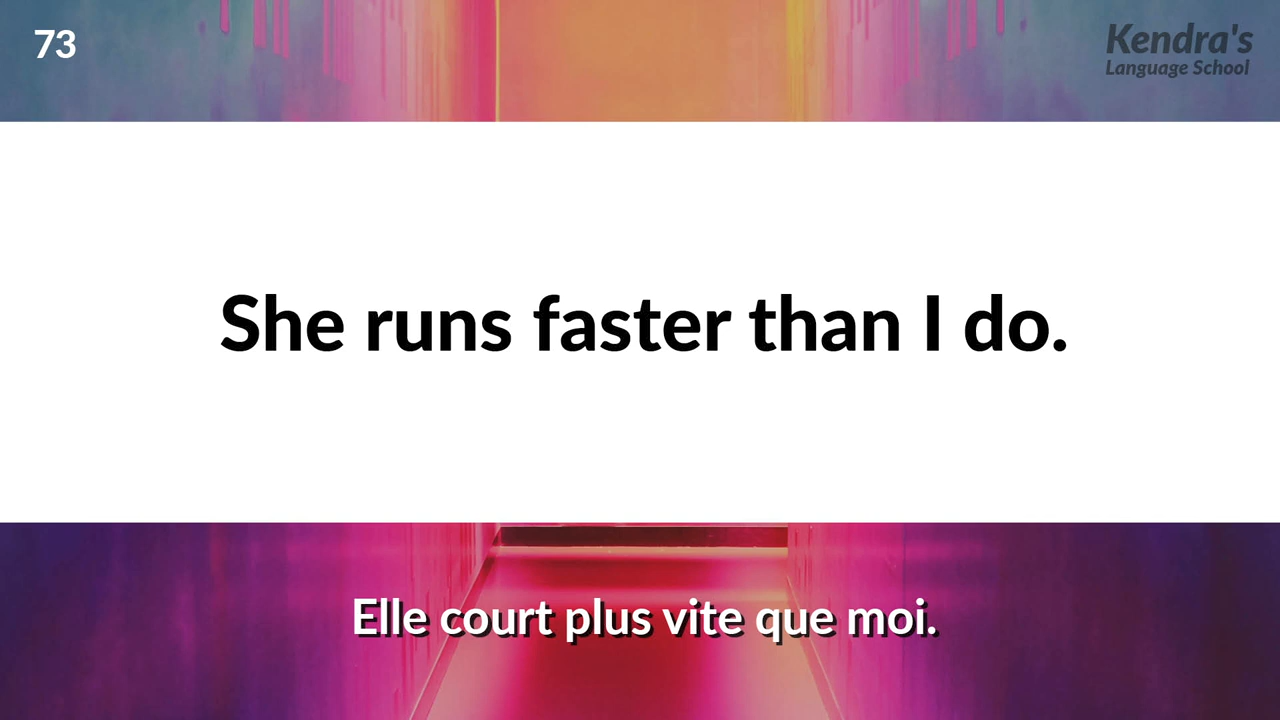 73
Kendra's
Language School
She runs faster than I do.
Elle court plus vite que moi.